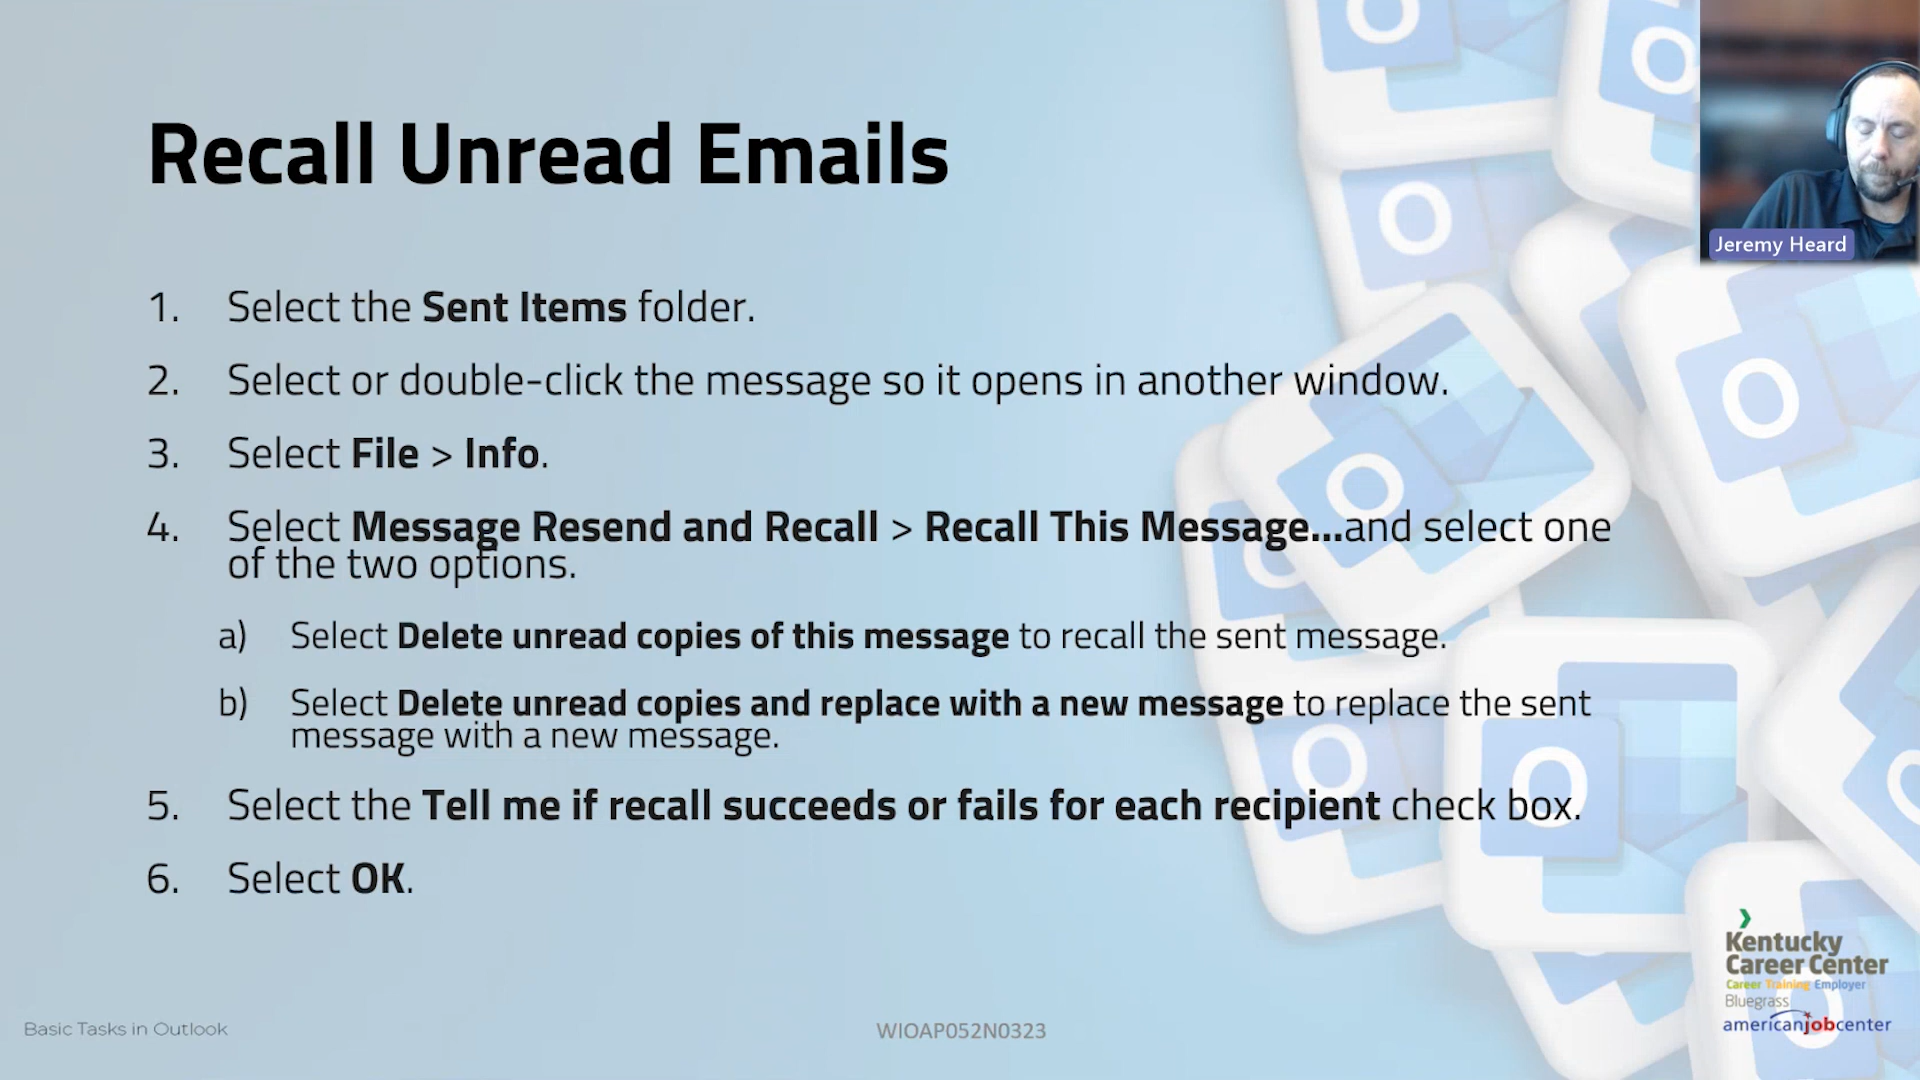 Recall Unread Emails
Jeremy Heard
1. Select the Sent Items folder.
2. Select or double-click the message so it opens in another window.
3. Select File > Info.
4. Select Message Resend and Recall > Recall This Message...and select one
of the two options.
a) Select Delete unread copies of this message to recall the sent message.
b) Select Delete unread copies and replace with a new message to replace the sent
message with a new message.
5. Select the Tell me if recall succeeds or fails for each recipient check box.
6. Select OK.
Kentucky
Career Center
Career Training Employer
Bluegrass
americanjobcenter
Basic Tasks in Outlook
WIOAP052N0323